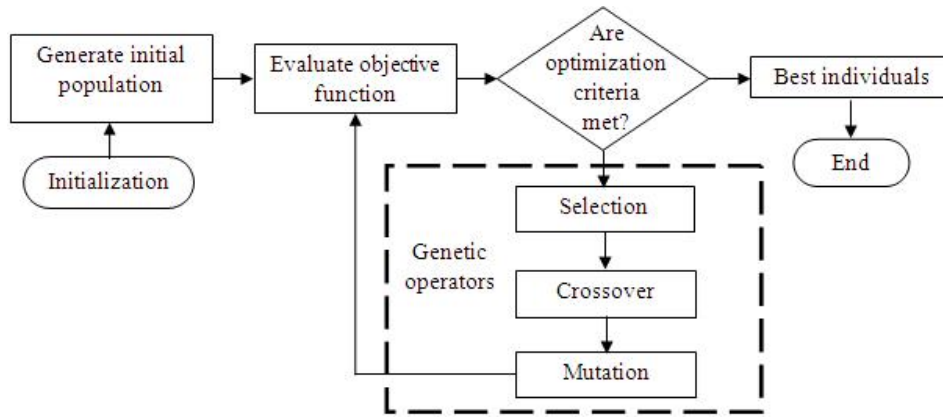 Generate initial
population
Evaluate objective
function
Are
optimization
criteria
met?
Best individuals
Initialization
End
Selection
Genetic
operators
Crossover
Mutation